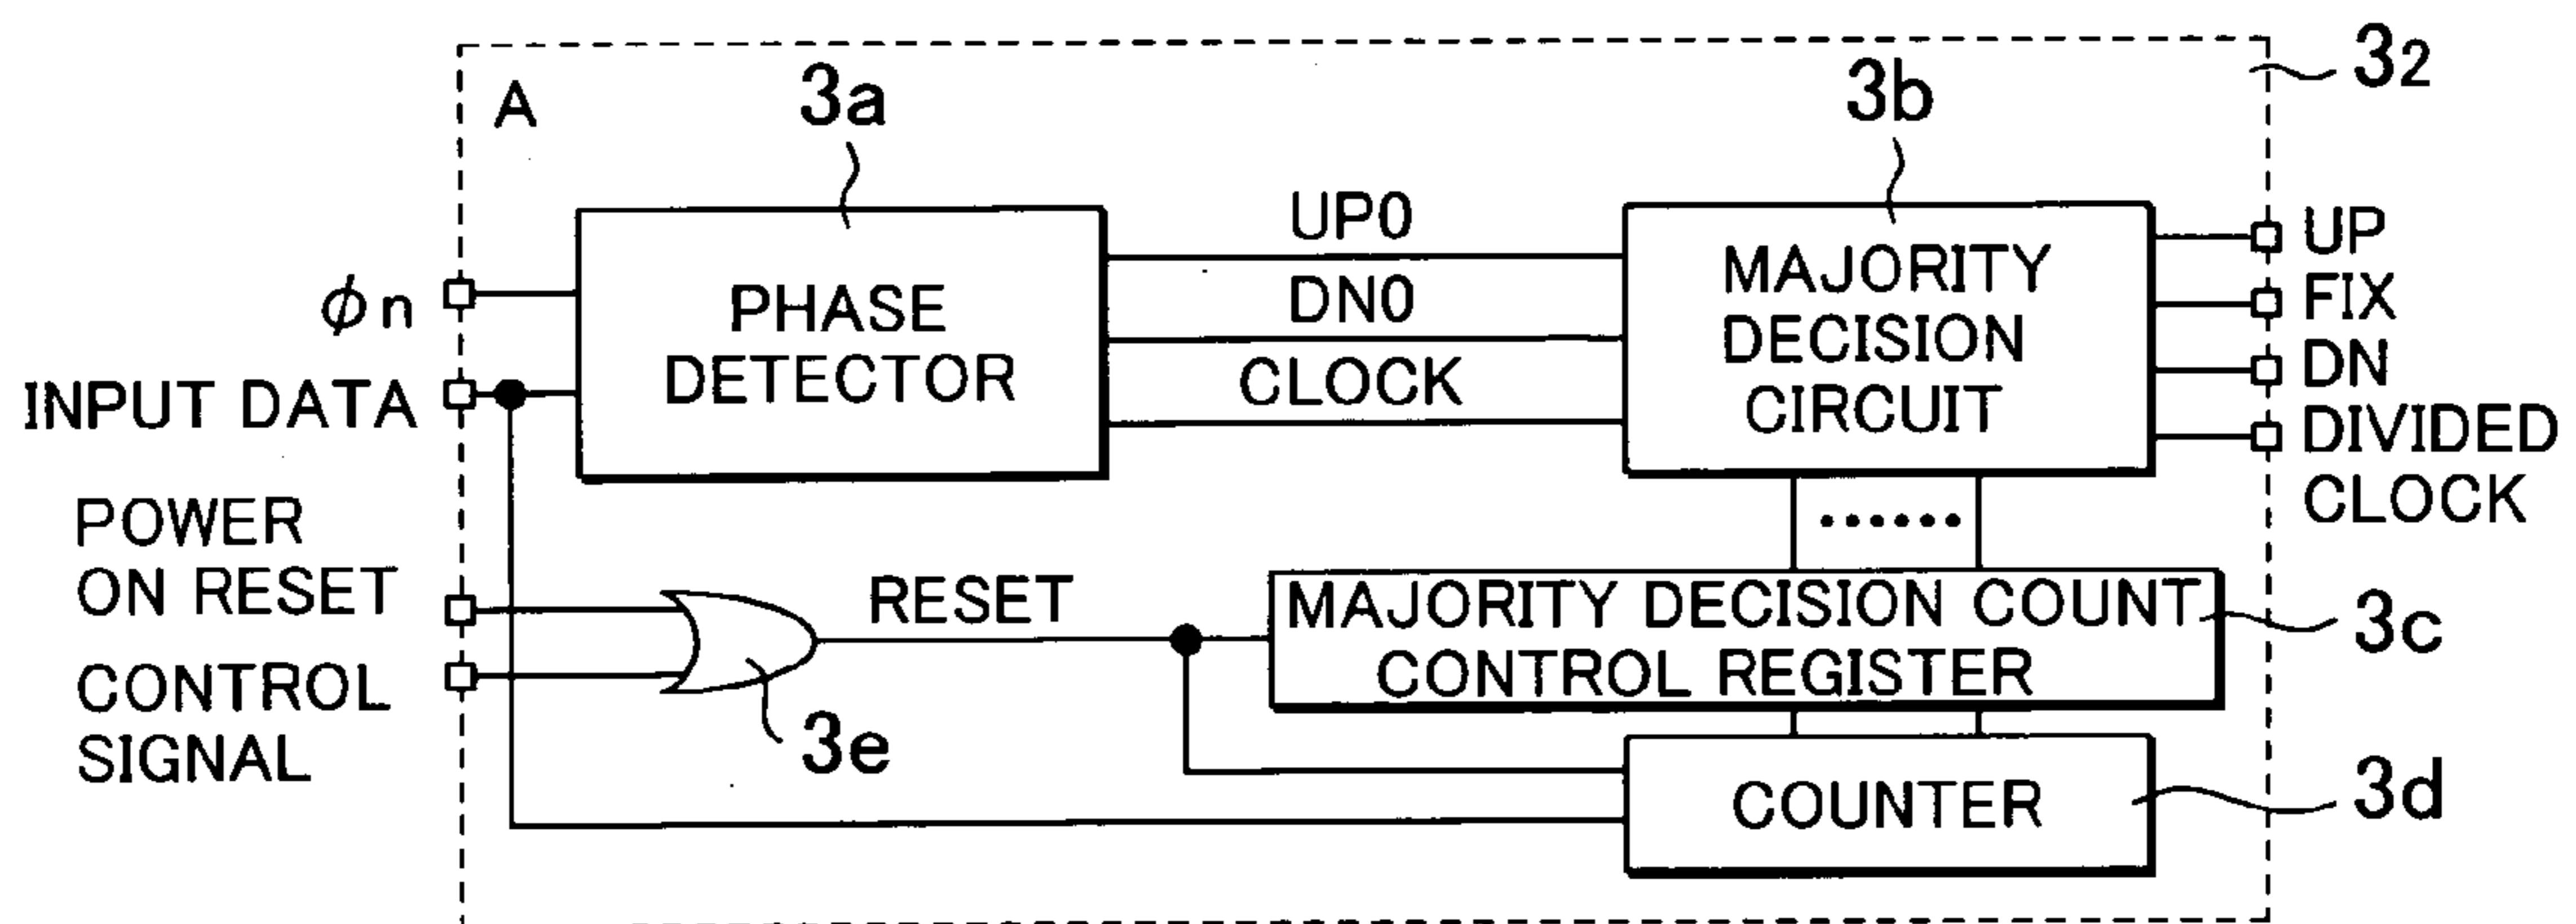 32
A
3a
3b
UP0
DN0
CLOCK
PHASE
DETECTOR
MAJORITY
DECISION
CIRCUIT
ϕn
INPUT DATA
UP
FIX
DN
DIVIDED
CLOCK
POWER
ON RESET
CONTROL
SIGNAL
RESET
3e
MAJORITY DECISION COUNT
CONTROL REGISTER
3c
COUNTER
3d